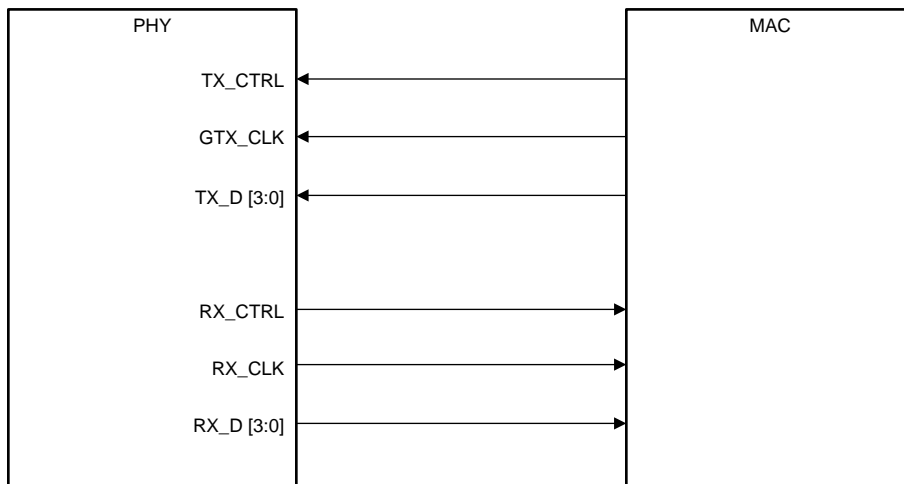 PHY
MAC
TX_CTRL
GTX_CLK
TX_D [3:0]
RX_CTRL
RX_CLK
RX_D [3:0]